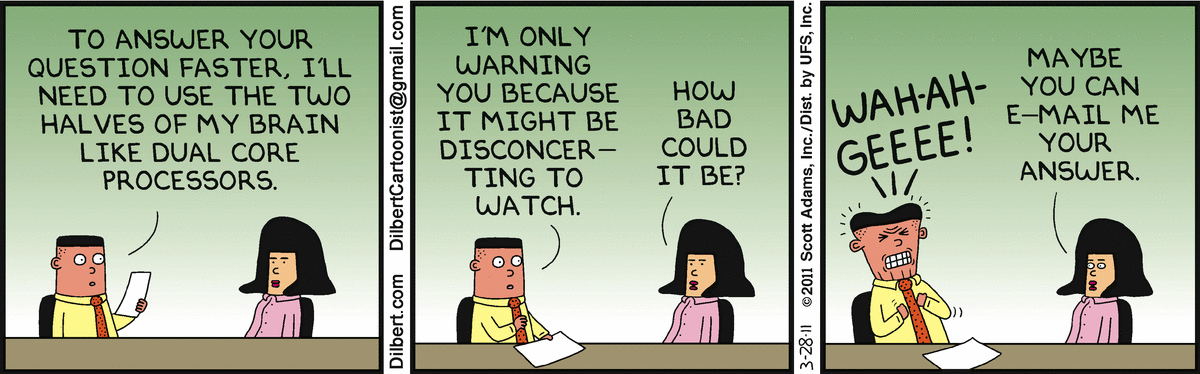 TO ANSWER YOUR
QUESTION FASTER, I'LL
NEED TO USE THE TWO
HALVES OF MY BRAIN
LIKE DUAL CORE
PROCESSORS.
Dilbert.com DilbertCartoonist@gmail.com
I'M ONLY
WARNING
YOU BECAUSE
IT MIGHT BE
DISCONCER-
TING TO
WATCH.
HOW
BAD
COULD
IT BE?
3-28-11 ©2011 Scott Adams, Inc./Dist. by UFS, Inc.
WAH-AH-
GEEEE!
MAYBE
YOU CAN
E-MAIL ME
YOUR
ANSWER.